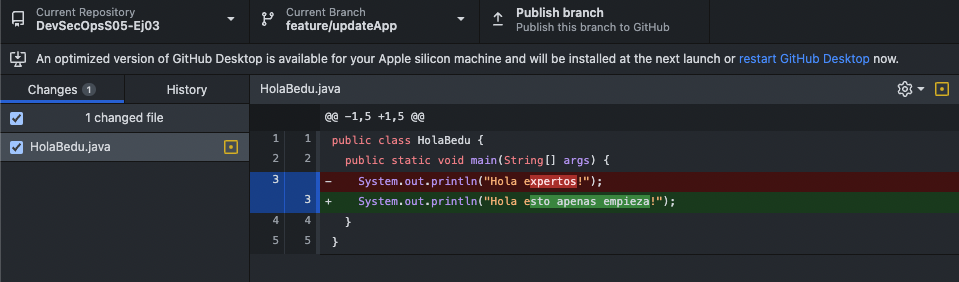 Current Repository
DevSecOpsS05-Ej03
Current Branch
feature/updateApp
Publish branch
Publish this branch to GitHub
An optimized version of GitHub Desktop is available for your Apple silicon machine and will be installed at the next launch or restart GitHub Desktop now.
Changes 1
History
HolaBedu.java
1 changed file
HolaBedu.java
@@ -1,5 +1,5 @@
1 1 public class HolaBedu {
2 2 public static void main(String[] args) {
3 - System.out.println("Hola expertos!");
3 + System.out.println("Hola esto apenas empieza!");
4 4 }
5 5 }